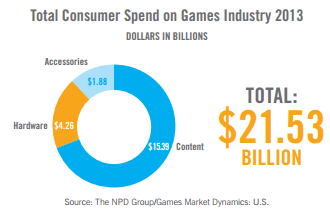 Total Consumer Spend on Games Industry 2013
DOLLARS IN BILLIONS
Accessories
$1.88
Hardware
$4.26
$15.39
Content
TOTAL:
$21.53
BILLION
Source: The NPD Group/Games Market Dynamics: U.S.